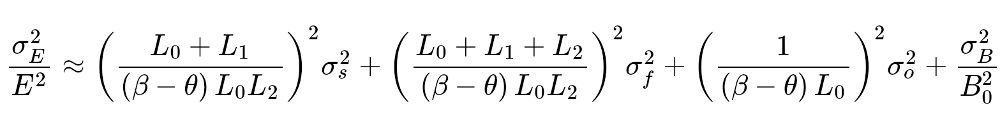 \frac{\sigma_E^2}{E^2} \approx \left( \frac{L_0 + L_1}{(\beta - \theta) L_0 L_2} \right)^2 \sigma_s^2 + \left( \frac{L_0 + L_1 + L_2}{(\beta - \theta) L_0 L_2} \right)^2 \sigma_f^2 + \left( \frac{1}{(\beta - \theta) L_0} \right)^2 \sigma_o^2 + \frac{\sigma_B^2}{B_0^2}